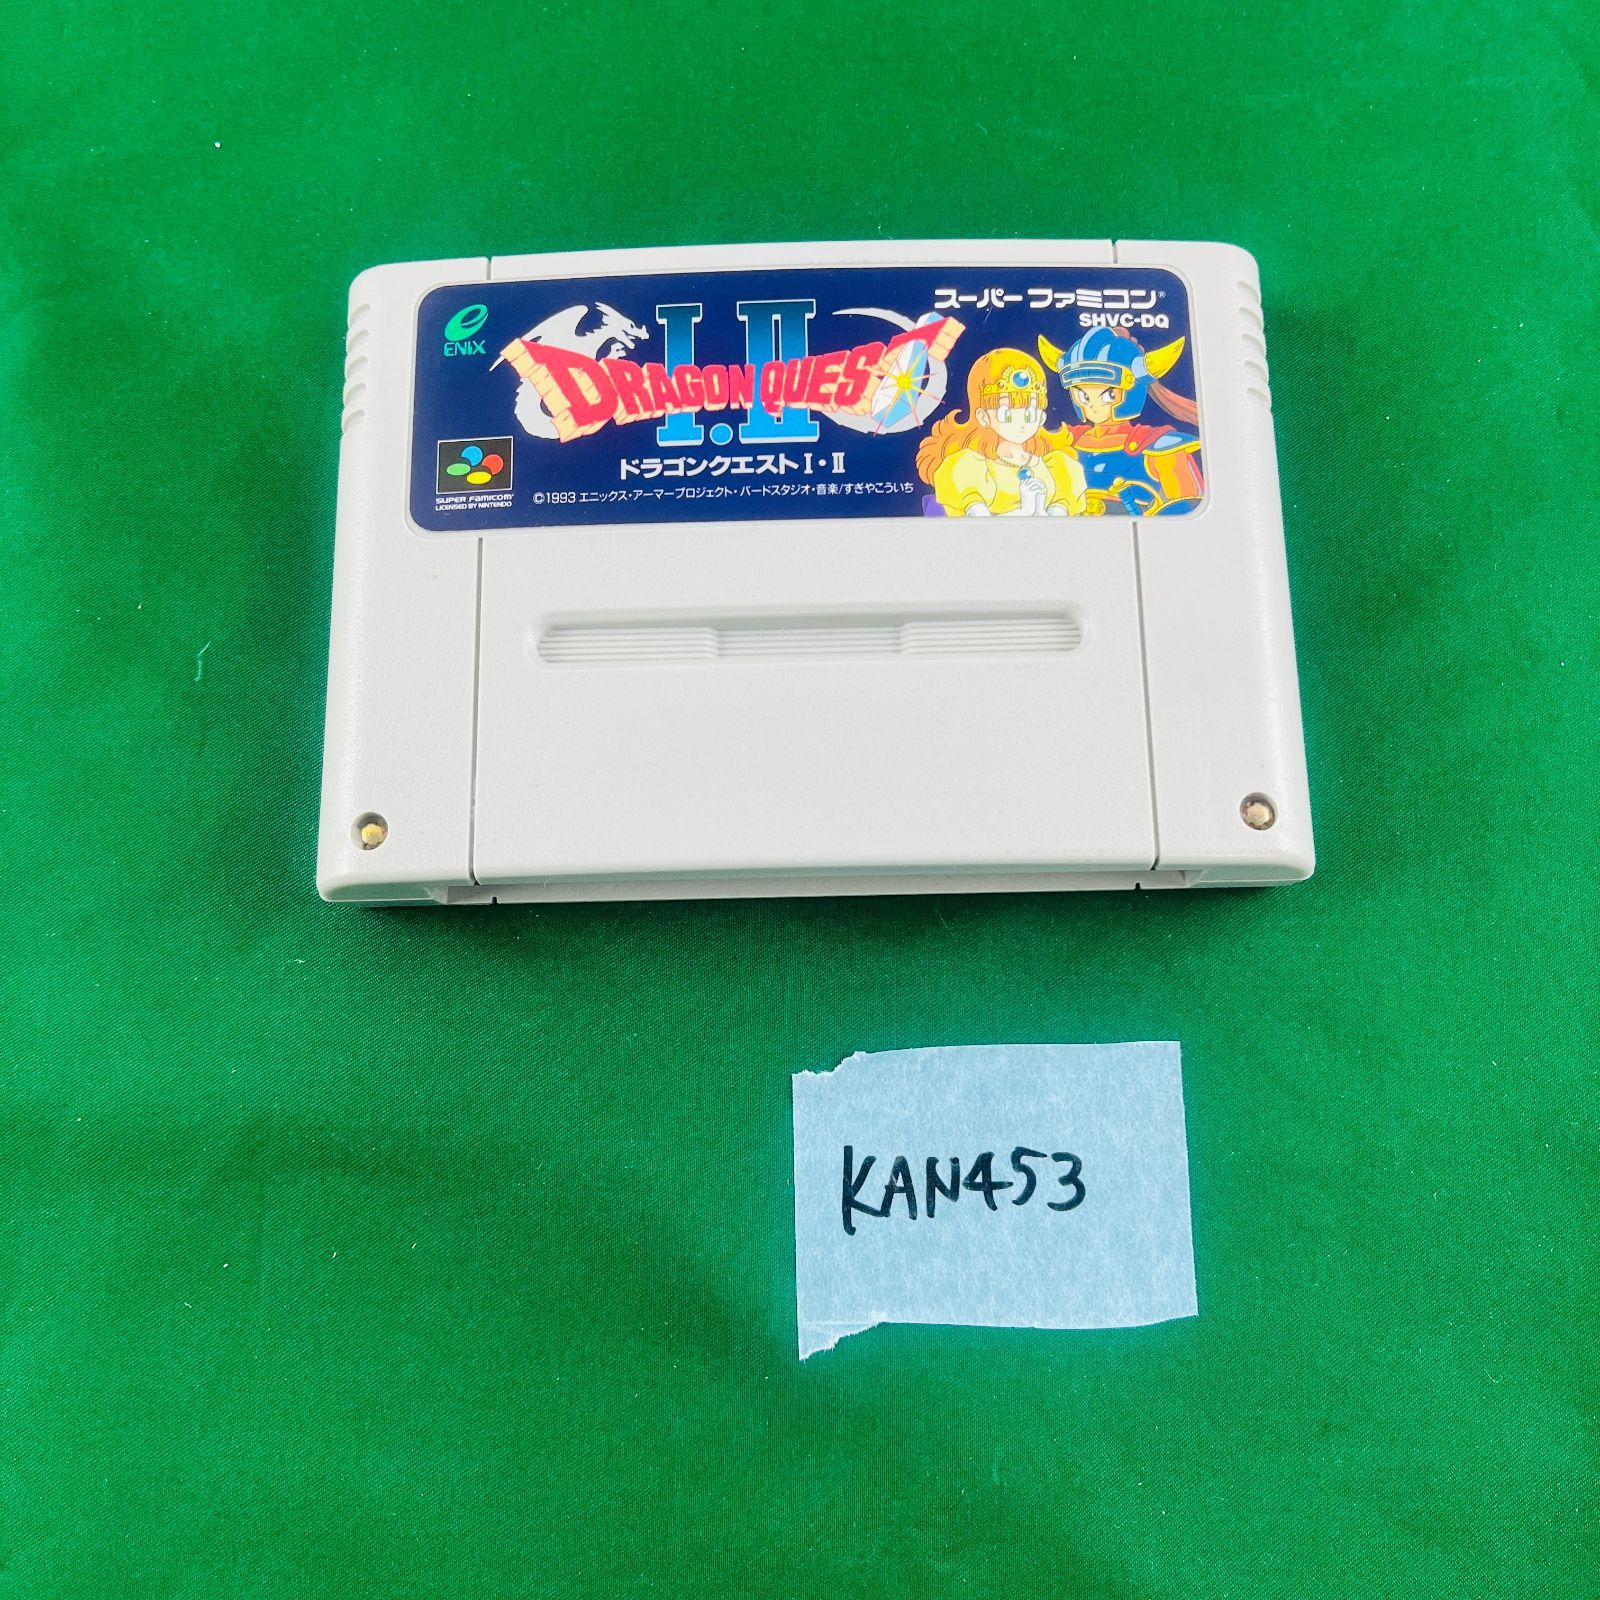 ENIX
I・II
DRAGON QUEST
スーパーファミコン®
SHVC-DQ
ドラゴンクエストI・II
SUPER FAMICOM
LICENSED BY NINTENDO
©1993 エニックス・アーマープロジェクト・バードスタジオ・音楽/すぎやこういち
KAN453